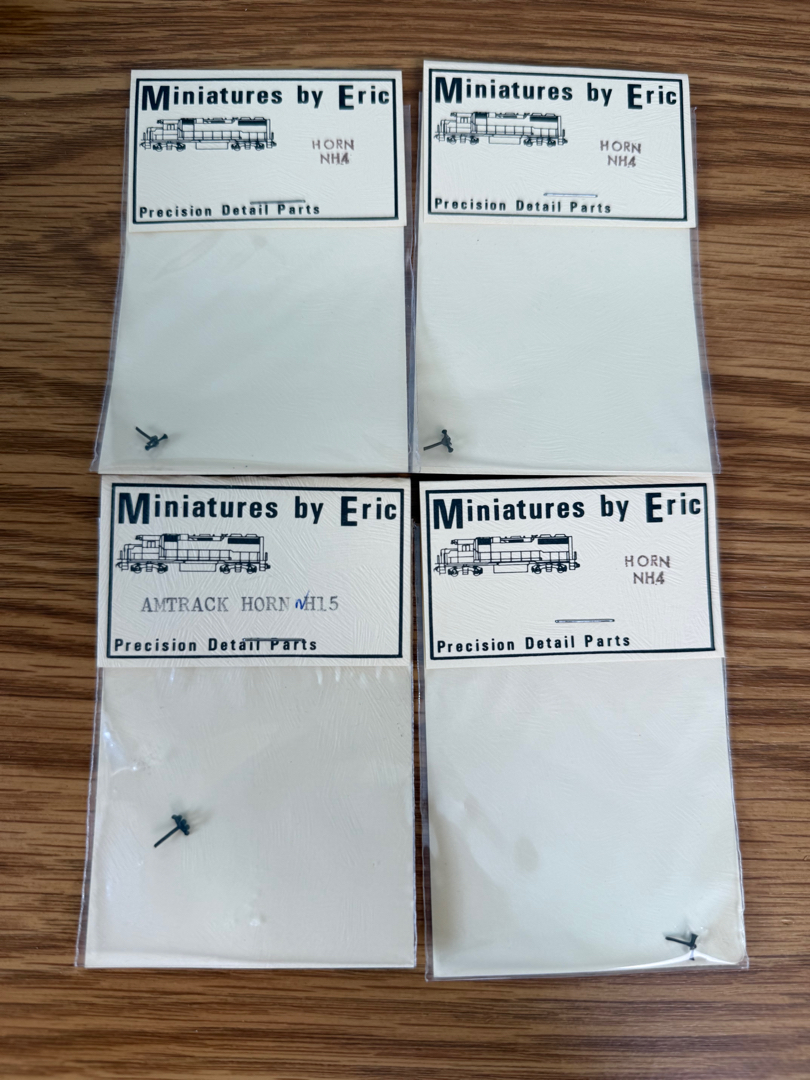 Miniatures by Eric
HORN
NH4
Precision Detail Parts
Miniatures by Eric
HORN
NH4
Precision Detail Parts
Miniatures by Eric
AMTRACK HORN NH15
Precision Detail Parts
Miniatures by Eric
HORN
NH4
Precision Detail Parts